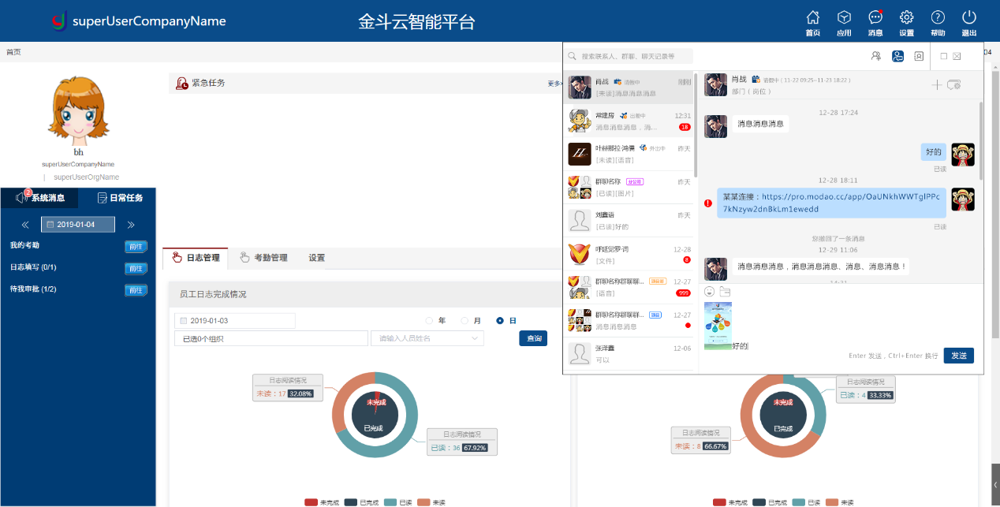 superUserCompanyName
金斗云智能平台
首页
应用
消息
设置
帮助
退出
首页
04
bh
superUserCompanyName
| superUserOrgName
2
系统消息
日常任务
2019-01-04
我的考勤
前往
日志填写 (0/1)
前往
待我审批 (1/2)
前往
紧急任务
更多>
日志管理
考勤管理
设置
员工日志完成情况
2019-01-03
年
月
日
已选0个组织
请输入人员姓名
查询
日志阅读情况
未读：17 32.08%
未完成
已完成
日志阅读情况
已读：36 67.92%
未完成
已完成
已读
未读
日志阅读情况
已读：4 33.33%
未完成
已完成
日志阅读情况
未读：8 66.67%
未完成
已完成
已读
未读
搜索联系人、群聊、聊天记录等
肖战
请假中
刚刚
[未读]消息消息消息
常建房
出差中
12:31
消息消息消息，消...
18
叶赫那拉·鸿儒
外出中
昨天
[未读][语音]
群聊名称
分公司
昨天
[已读][图片]
刘鑫语
昨天
[已读]好的
呼延觉罗·词
12-28
[文件]
8
群聊名称群聊聊...
12-27
[语音]
999
群聊名称群聊群...
项目
12-27
消息消息消息
张泽鑫
12-06
可以
肖战
请假中 ( 11-22 09:25~11-23 18:22 )
部门（岗位）
12-28 17:24
消息消息消息
好的
已读
12-28 18:11
某某连接：https://pro.modao.cc/app/OaUNkhWWTglPPc
7kNzyw2dnBkLm1ewedd
已读
您撤回了一条消息
12-29 11:06
消息消息消息，消息消息消息、消息、消息消息！
14:21
好的
Enter 发送，Ctrl+Enter 换行
发送